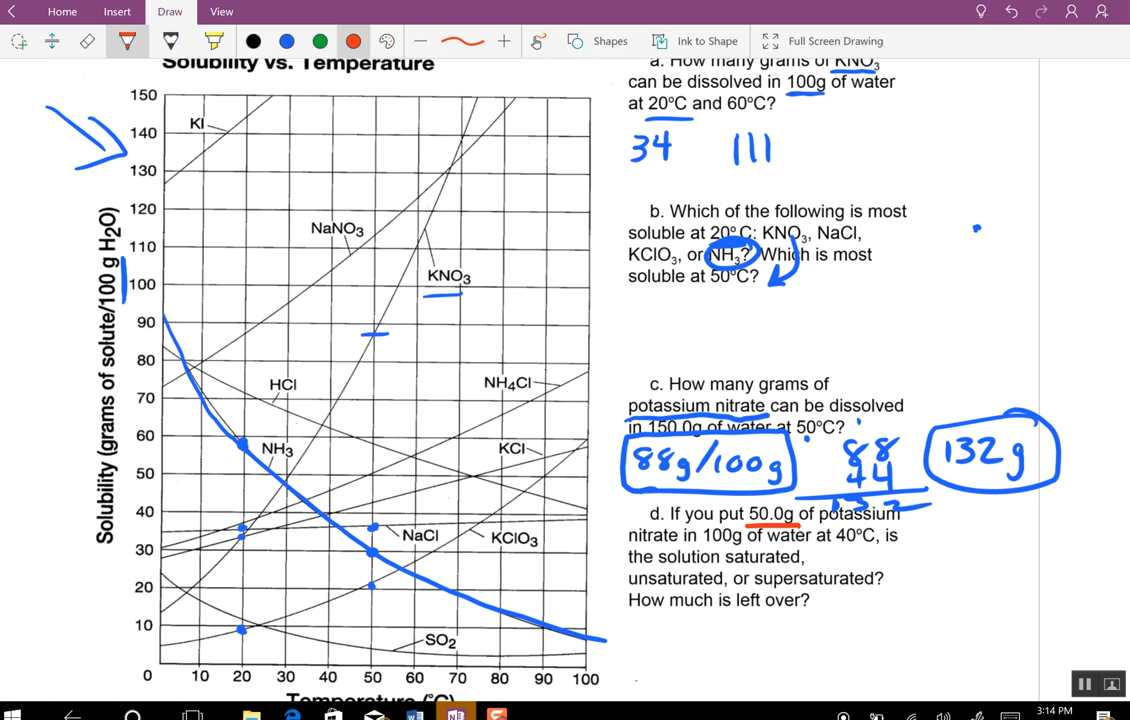 Home Insert Draw View
Shapes Ink to Shape Full Screen Drawing
Solubility vs. Temperature
Solubility (grams of solute/100 g H₂O)
150
140
130
120
110
100
90
80
70
60
50
40
30
20
10
0
10 20 30 40 50 60 70 80 90 100
Temperature (°C)
KI
NaNO₃
KNO₃
HCl
NH₄Cl
NH₃
KCl
NaCl
KClO₃
SO₂
a. How many grams of KNO₃
can be dissolved in 100g of water
at 20°C and 60°C?
34 111
b. Which of the following is most
soluble at 20°C: KNO₃, NaCl,
KClO₃, or NH₃? Which is most
soluble at 50°C?
c. How many grams of
potassium nitrate can be dissolved
in 150.0g of water at 50°C?
88g/100g
88
44
132
132g
d. If you put 50.0g of potassium
nitrate in 100g of water at 40°C, is
the solution saturated,
unsaturated, or supersaturated?
How much is left over?
3:14 PM